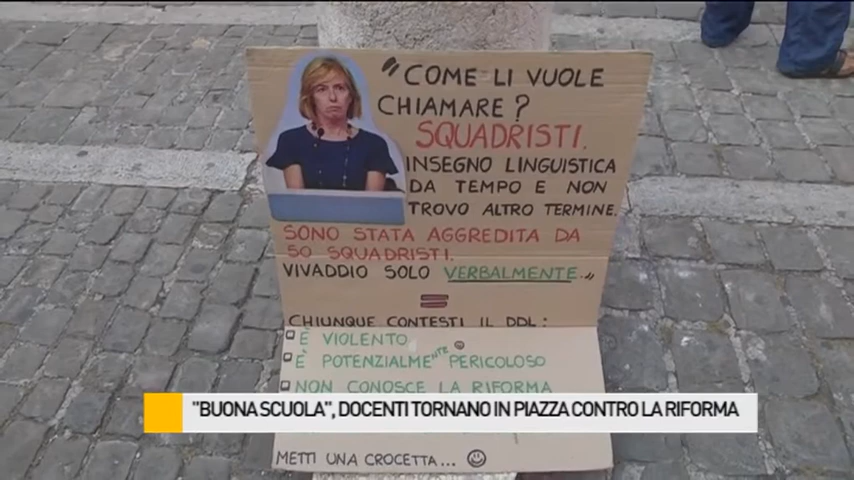 "COME LI VUOLE
CHIAMARE?
SQUADRISTI.
INSEGNO LINGUISTICA
DA TEMPO E NON
TROVO ALTRO TERMINE.
SONO STATA AGGREDITA DA
50 SQUADRISTI.
VIVADDIO SOLO VERBALMENTE."
=
CHIUNQUE CONTESTI IL DDL:
È VIOLENTO
È POTENZIALMENTE PERICOLOSO
NON CONOSCE LA RIFORMA
"BUONA SCUOLA", DOCENTI TORNANO IN PIAZZA CONTRO LA RIFORMA
METTI UNA CROCETTA...